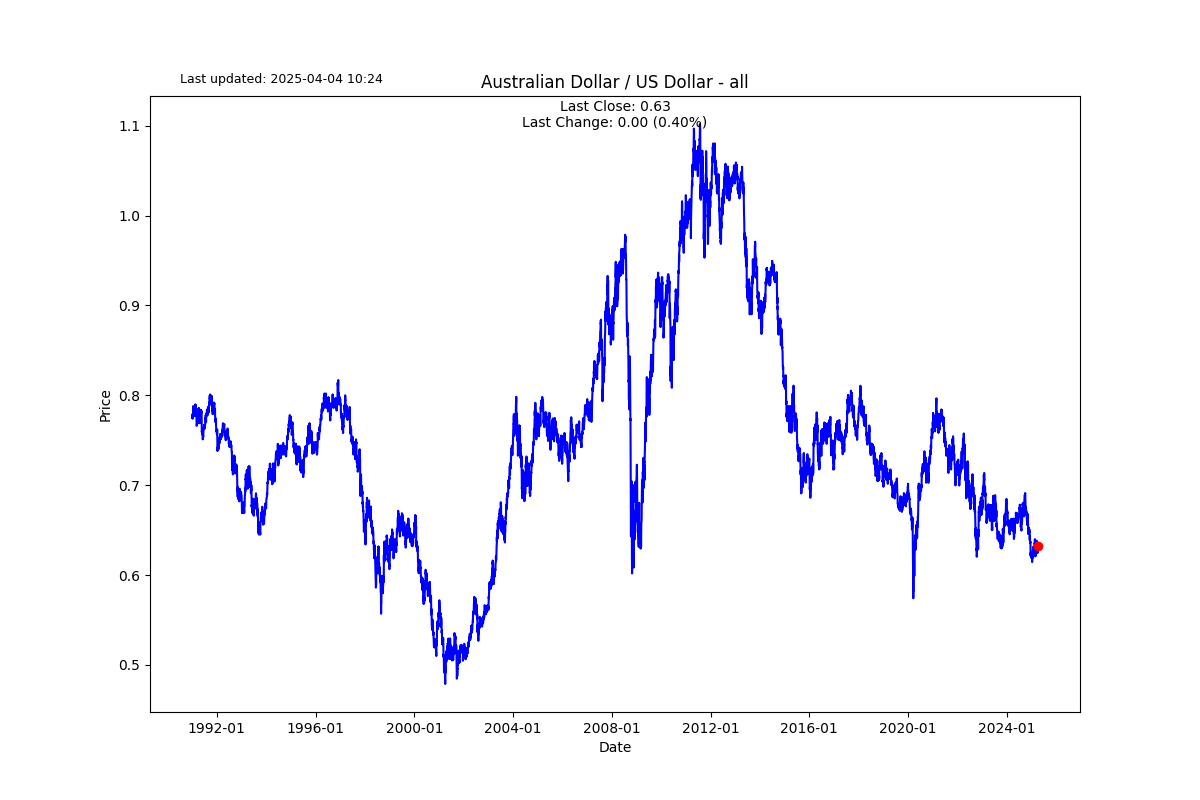 Last updated: 2025-04-04 10:24
Australian Dollar / US Dollar - all
Last Close: 0.63
Last Change: 0.00 (0.40%)
1.1
1.0
0.9
0.8
0.7
0.6
0.5
Price
1992-01 1996-01 2000-01 2004-01 2008-01 2012-01 2016-01 2020-01 2024-01
Date